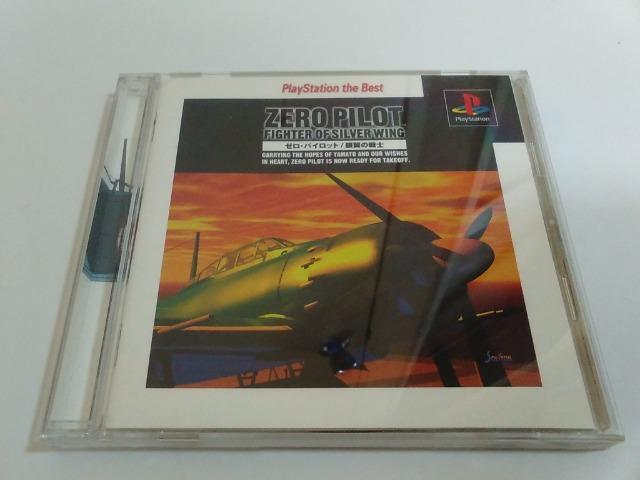 PlayStation the Best
ZERO PILOT
FIGHTER OF SILVER WING
ゼロ・パイロット/銀翼の戦士
CARRYING THE HOPES OF YAMATO AND OUR WISHES
IN HEART, ZERO PILOT IS NOW READY FOR TAKEOFF.
PlayStation